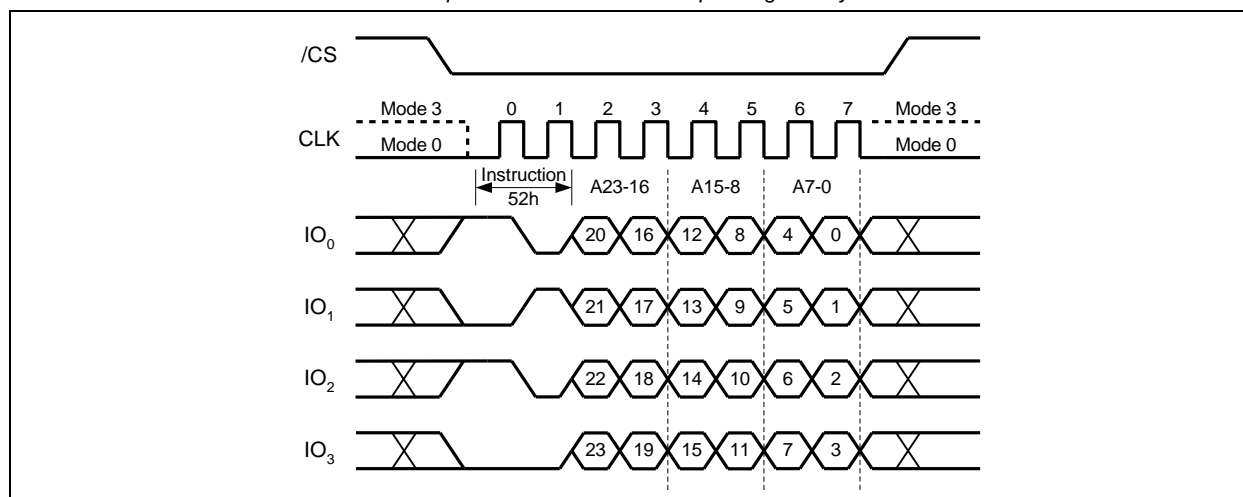 /CS
Mode 3 0 1 2 3 4 5 6 7 Mode 3
CLK
Mode 0 Mode 0
Instruction
52h
A23-16 A15-8 A7-0
IO0 20 16 12 8 4 0
IO1 21 17 13 9 5 1
IO2 22 18 14 10 6 2
IO3 23 19 15 11 7 3